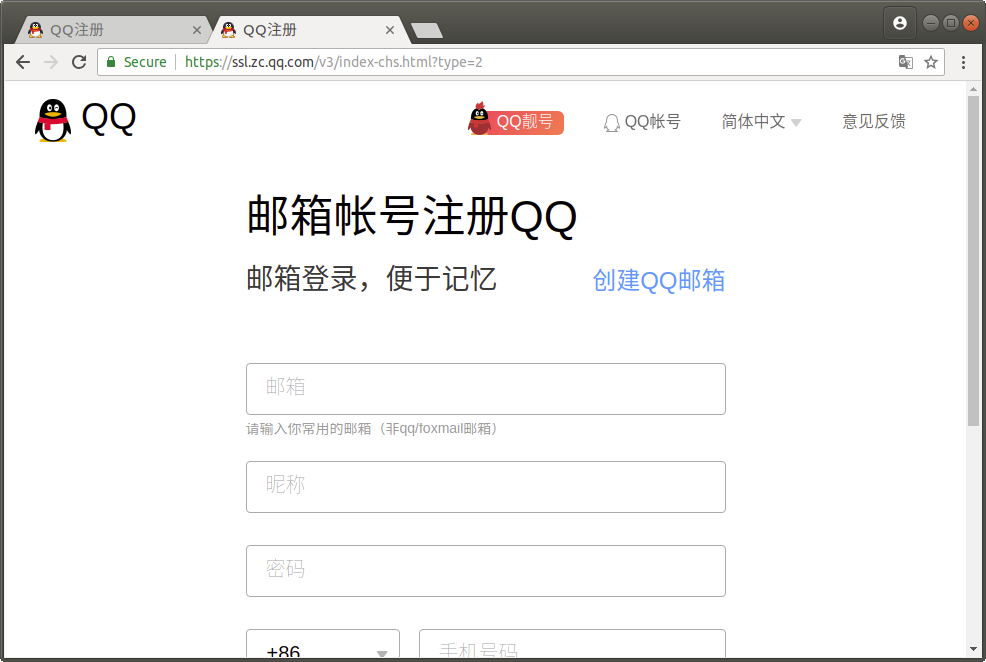 QQ注册
QQ注册
Secure
https://ssl.zc.qq.com/v3/index-chs.html?type=2
QQ
QQ靓号
QQ帐号
简体中文
意见反馈
邮箱帐号注册QQ
邮箱登录，便于记忆
创建QQ邮箱
邮箱
请输入你常用的邮箱（非qq/foxmail邮箱）
昵称
密码
+86
手机号码